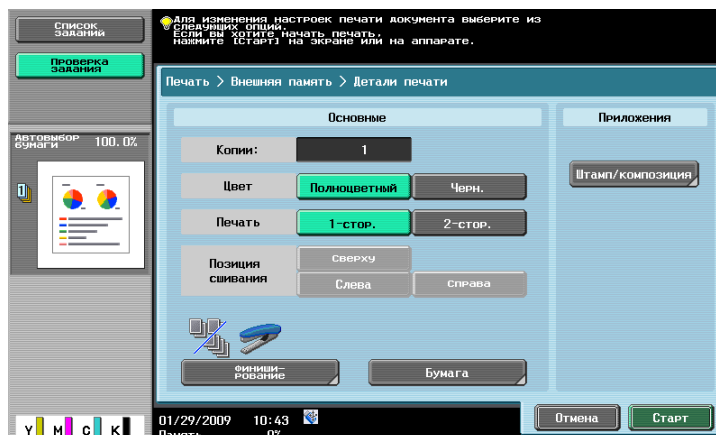 Список
заданий
Проверка
задания
Для изменения настроек печати документа выберите из
следующих опций.
Если вы хотите начать печать,
нажмите [Старт] на экране или на аппарате.
Печать > Внешняя память > Детали печати
Основные
Приложения
Автовыбор
бумаги
100.0%
1
Копии:
1
Цвет
Полноцветный
Черн.
Штамп/композиция
Печать
1-стор.
2-стор.
Позиция
сшивания
Сверху
Слева
Справа
Финиши-
рование
Бумага
Y M C K
01/29/2009 10:43
Память 0%
Отмена
Старт